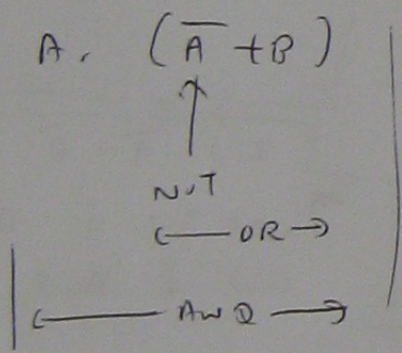 A . (A̅ + B)
NOT
OR
AND